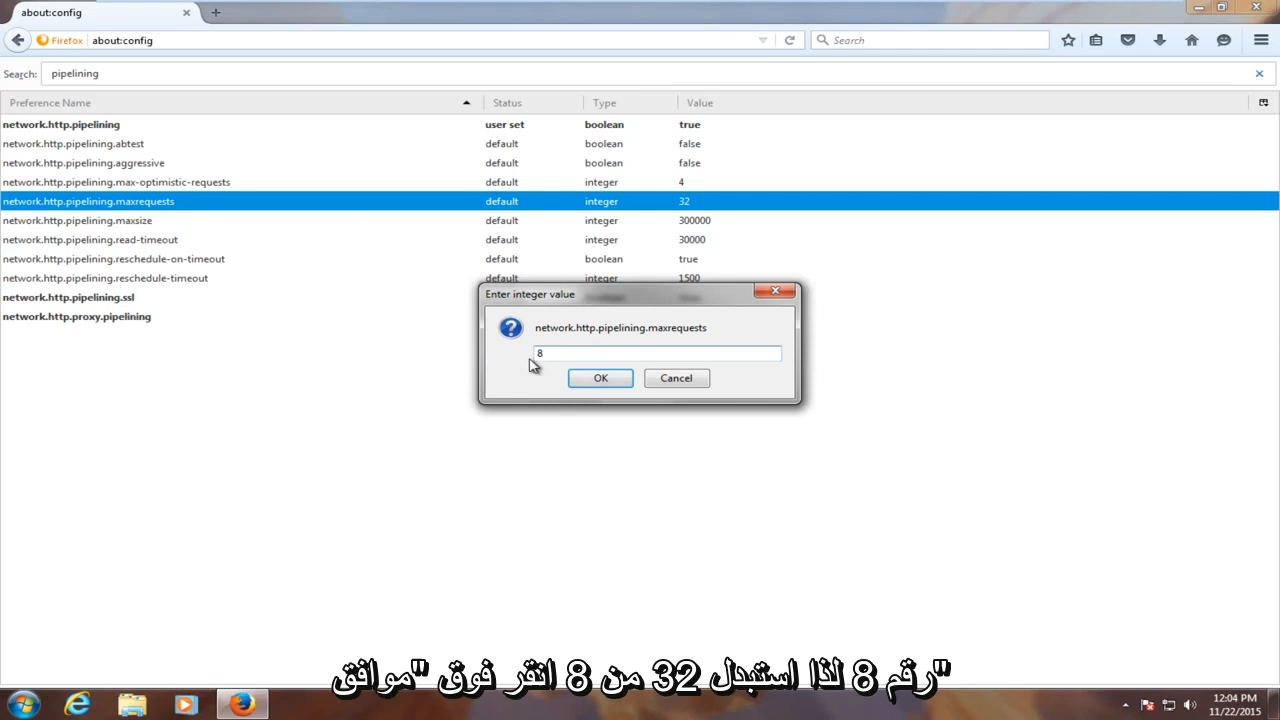 about:config
Firefox about:config Search
Search: pipelining
Preference Name Status Type Value
network.http.pipelining user set boolean true
network.http.pipelining.abtest default boolean false
network.http.pipelining.aggressive default boolean false
network.http.pipelining.max-optimistic-requests default integer 4
network.http.pipelining.maxrequests default integer 32
network.http.pipelining.maxsize default integer 300000
network.http.pipelining.read-timeout default integer 30000
network.http.pipelining.reschedule-on-timeout default boolean true
network.http.pipelining.reschedule-timeout default integer 1500
network.http.pipelining.ssl
network.http.proxy.pipelining
Enter integer value
network.http.pipelining.maxrequests
8
OK Cancel
رقم 8 لذا استبدل 32 من 8 انقر فوق "موافق"
12:04 PM
11/22/2015